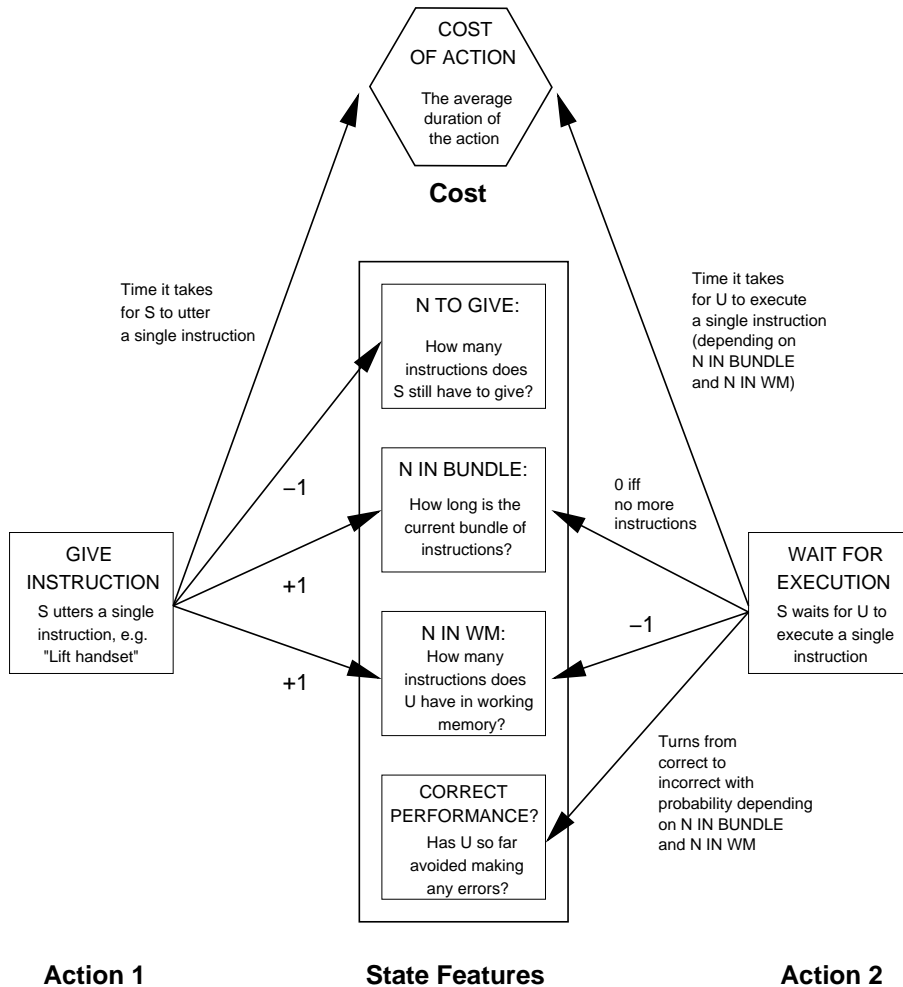 COST
OF ACTION
The average
duration of
the action
Cost
Time it takes
for S to utter
a single instruction
Time it takes
for U to execute
a single instruction
(depending on
N IN BUNDLE
and N IN WM)
N TO GIVE:
How many
instructions does
S still have to give?
−1
N IN BUNDLE:
How long is the
current bundle of
instructions?
0 iff
no more
instructions
GIVE
INSTRUCTION
S utters a single
instruction, e.g.
"Lift handset"
+1
+1
N IN WM:
How many
instructions does
U have in working
memory?
−1
WAIT FOR
EXECUTION
S waits for U to
execute a single
instruction
CORRECT
PERFORMANCE?
Has U so far
avoided making
any errors?
Turns from
correct to
incorrect with
probability depending
on N IN BUNDLE
and N IN WM
Action 1
State Features
Action 2